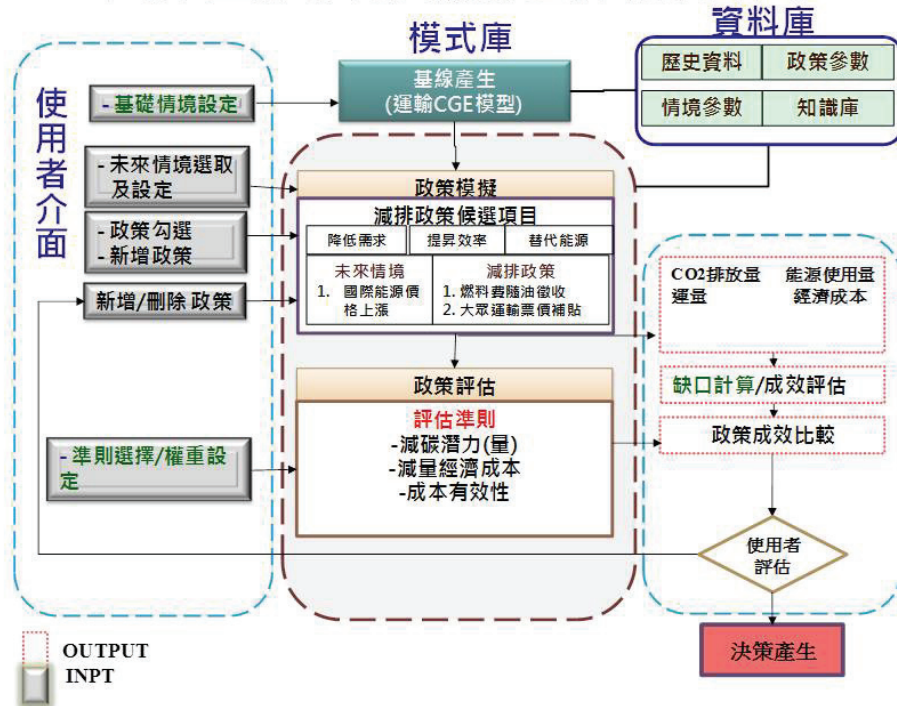 模式庫
資料庫
使用者介面
- 基礎情境設定
基線產生
(運輸CGE模型)
歷史資料
政策參數
情境參數
知識庫
- 未來情境選取
及設定
- 政策勾選
- 新增政策
新增/刪除 政策
政策模擬
減排政策候選項目
降低需求
提昇效率
替代能源
未來情境
1. 國際能源價
格上漲
減排政策
1. 燃料費隨油徵收
2. 大眾運輸票價補貼
CO2排放量 能源使用量
運量 經濟成本
缺口計算/成效評估
政策成效比較
政策評估
評估準則
-減碳潛力(量)
-減量經濟成本
-成本有效性
- 準則選擇/權重設
定
使用者
評估
決策產生
OUTPUT
INPT